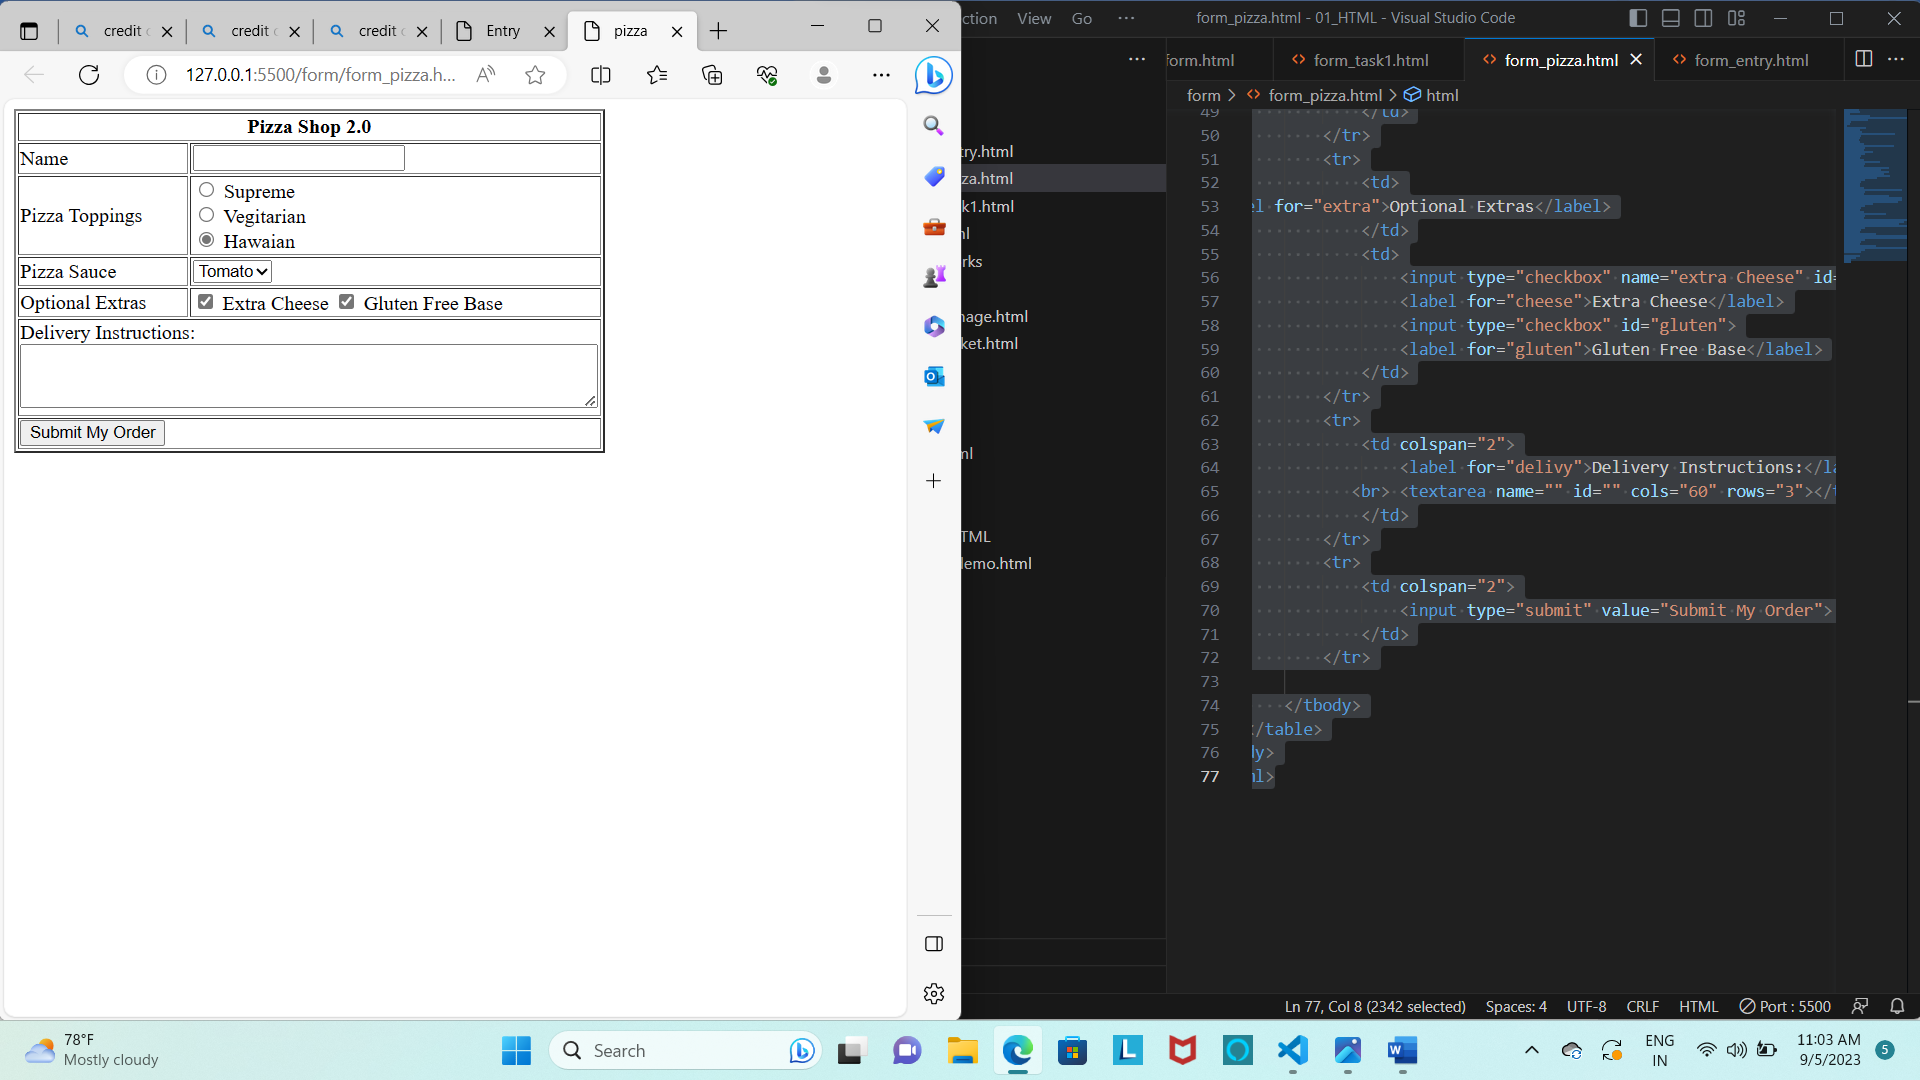 credit
credit
credit
Entry
pizza
127.0.0.1:5500/form/form_pizza.h...
Pizza Shop 2.0
Name
Pizza Toppings
Supreme
Vegitarian
Hawaian
Pizza Sauce
Tomato
Optional Extras
Extra Cheese
Gluten Free Base
Delivery Instructions:
Submit My Order
ction View Go ···
form_pizza.html - 01_HTML - Visual Studio Code
form.html
form_task1.html
form_pizza.html
form_entry.html
form > form_pizza.html > html
try.html
za.html
k1.html
ml
rks
nage.html
ket.html
ml
TML
lemo.html
49 </td>
50 </tr>
51 <tr>
52 <td>
53 el for="extra">Optional Extras</label>
54 </td>
55 <td>
56 <input type="checkbox" name="extra Cheese" id=
57 <label for="cheese">Extra Cheese</label>
58 <input type="checkbox" id="gluten">
59 <label for="gluten">Gluten Free Base</label>
60 </td>
61 </tr>
62 <tr>
63 <td colspan="2">
64 <label for="delivy">Delivery Instructions:</la
65 <br> <textarea name="" id="" cols="60" rows="3"></t
66 </td>
67 </tr>
68 <tr>
69 <td colspan="2">
70 <input type="submit" value="Submit My Order">
71 </td>
72 </tr>
73
74 </tbody>
75 /table>
76 dy>
77 ml>
Ln 77, Col 8 (2342 selected) Spaces: 4 UTF-8 CRLF HTML Port : 5500
78°F
Mostly cloudy
Search
ENG
IN
11:03 AM
9/5/2023
5